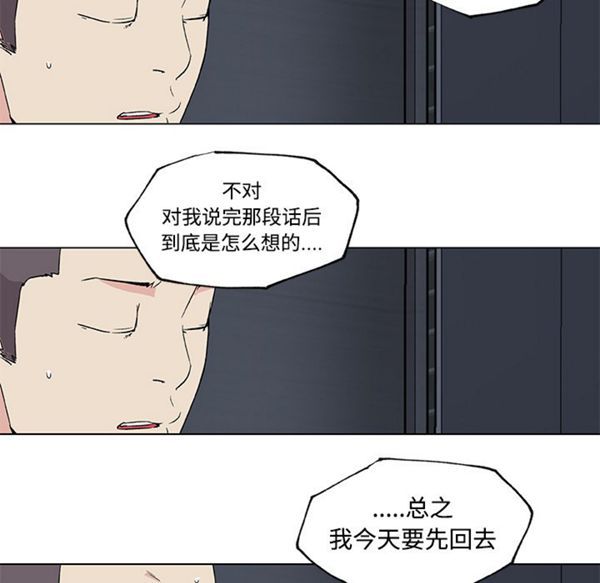 不对
对我说完那段话后
到底是怎么想的....
.....总之
我今天要先回去